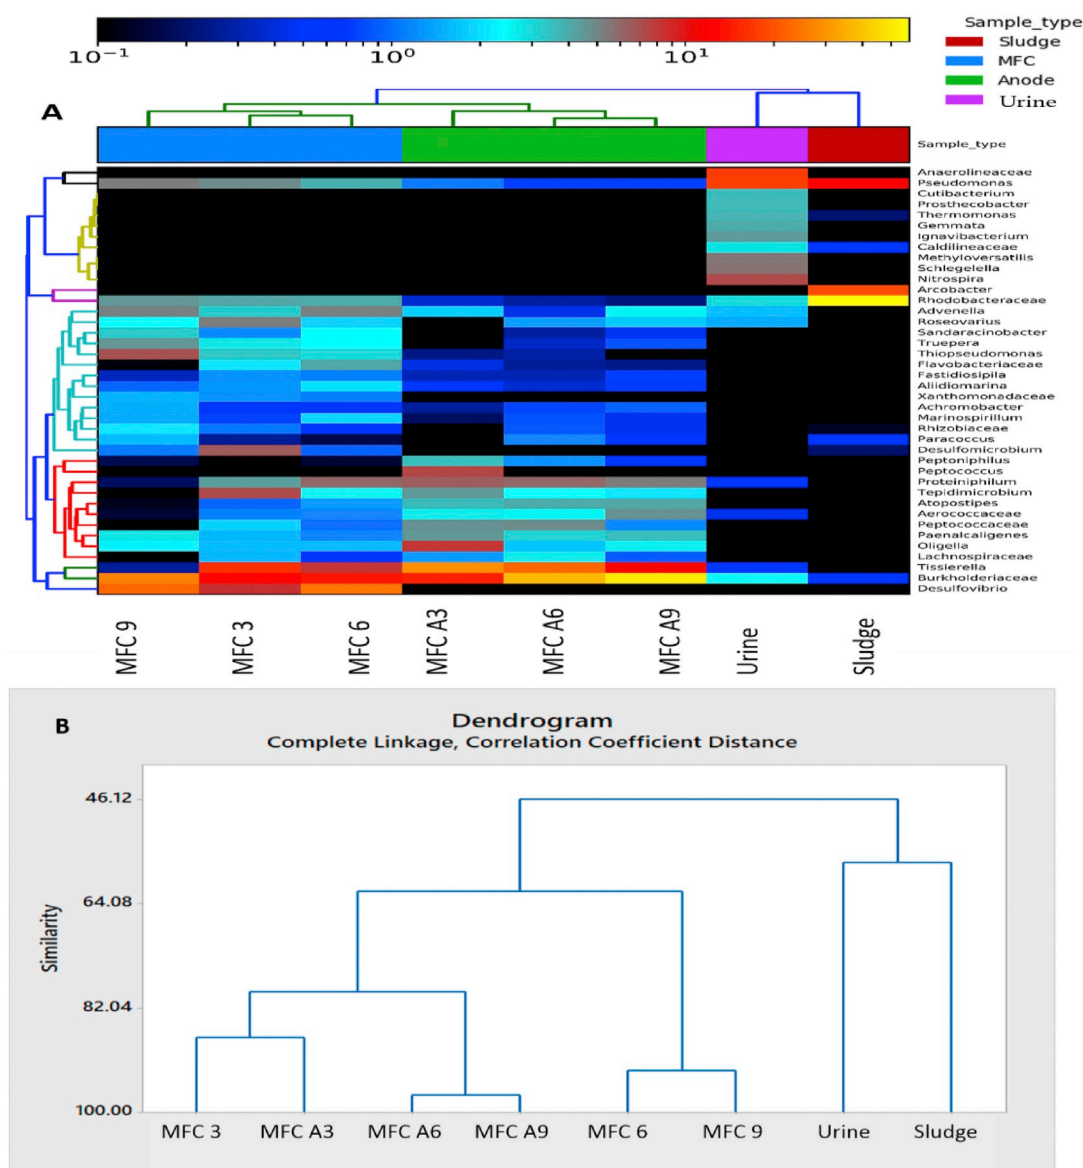 Sample_type
Sludge
MFC
Anode
Urine
10⁻¹ 10⁰ 10¹
A
Sample_type
Anaerolineaceae
Pseudomonas
Cutibacterium
Prosthecobacter
Thermomonas
Gemmata
Ignavibacterium
Caldilineaceae
Methyloversatilis
Schlegelella
Nitrospira
Arcobacter
Rhodobacteraceae
Advenella
Roseovarius
Sandaracinobacter
Truepera
Thiopseudomonas
Flavobacteriaceae
Fastidiosipila
Aliidiomarina
Xanthomonadaceae
Achromobacter
Marinospirillum
Rhizobiaceae
Paracoccus
Desulfomicrobium
Peptoniphilus
Peptococcus
Proteiniphilum
Tepidimicrobium
Atopostipes
Aerococcaceae
Peptococcaceae
Paenalcaligenes
Oligella
Lachnospiraceae
Tissierella
Burkholderiaceae
Desulfovibrio
MFC 9 MFC 3 MFC 6 MFC A3 MFC A6 MFC A9 Urine Sludge
B
Dendrogram
Complete Linkage, Correlation Coefficient Distance
Similarity
46.12
64.08
82.04
100.00
MFC 3 MFC A3 MFC A6 MFC A9 MFC 6 MFC 9 Urine Sludge